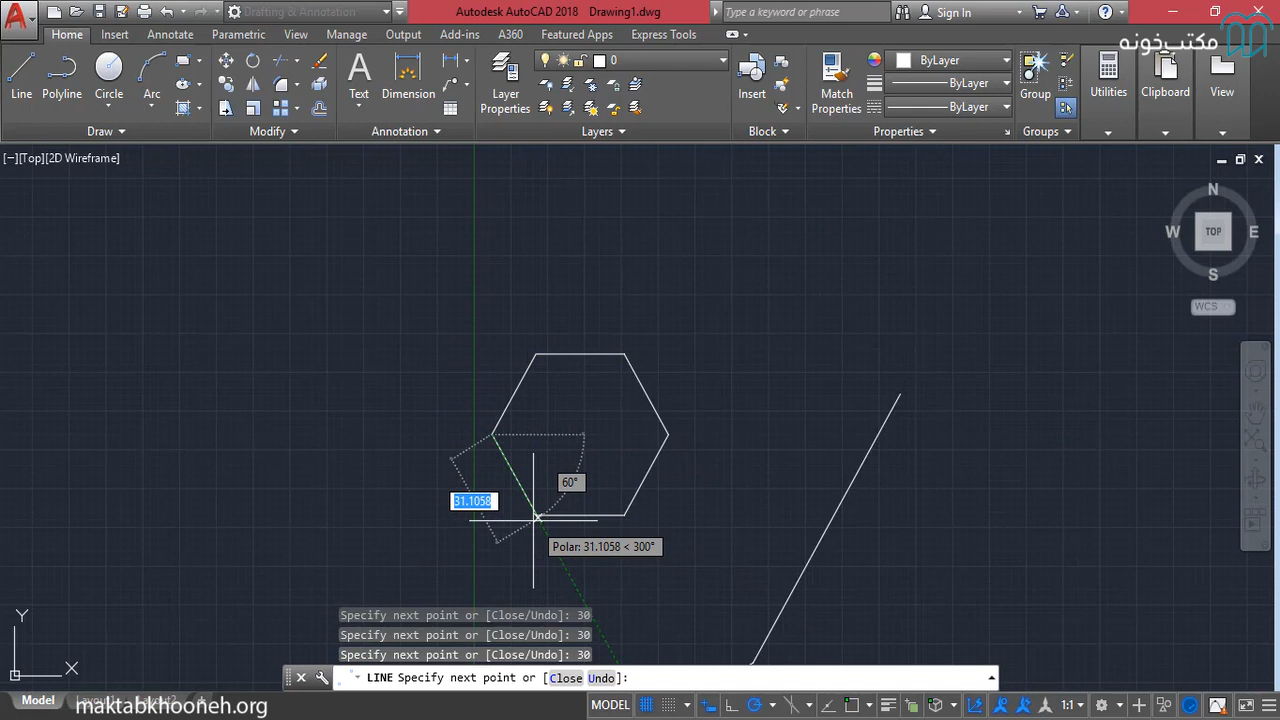 Drafting & Annotation
Autodesk AutoCAD 2018 Drawing1.dwg
Type a keyword or phrase
Sign In
Home Insert Annotate Parametric View Manage Output Add-ins A360 Featured Apps Express Tools
مکتب‌خونه
Line Polyline Circle Arc
Text Dimension
Layer Properties
0
Insert
Match Properties
ByLayer
ByLayer
ByLayer
Group
Utilities Clipboard View
Draw Modify Annotation Layers Block Properties Groups
[−][Top][2D Wireframe]
N
W TOP E
S
WCS
60°
31.1058
Polar: 31.1058 < 300°
Specify next point or [Close/Undo]: 30
Specify next point or [Close/Undo]: 30
Specify next point or [Close/Undo]: 30
Y
X
LINE Specify next point or [Close Undo]:
Model
maktabkhooneh.org
MODEL 1:1